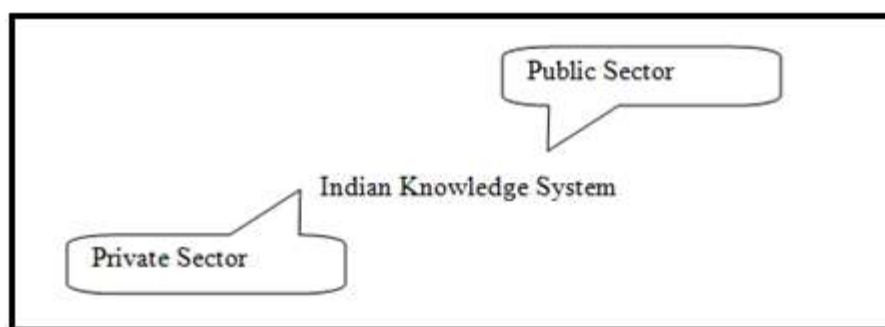 Public Sector
Indian Knowledge System
Private Sector